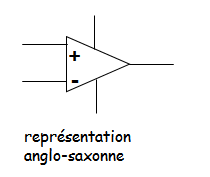 +
-
représentation
anglo-saxonne